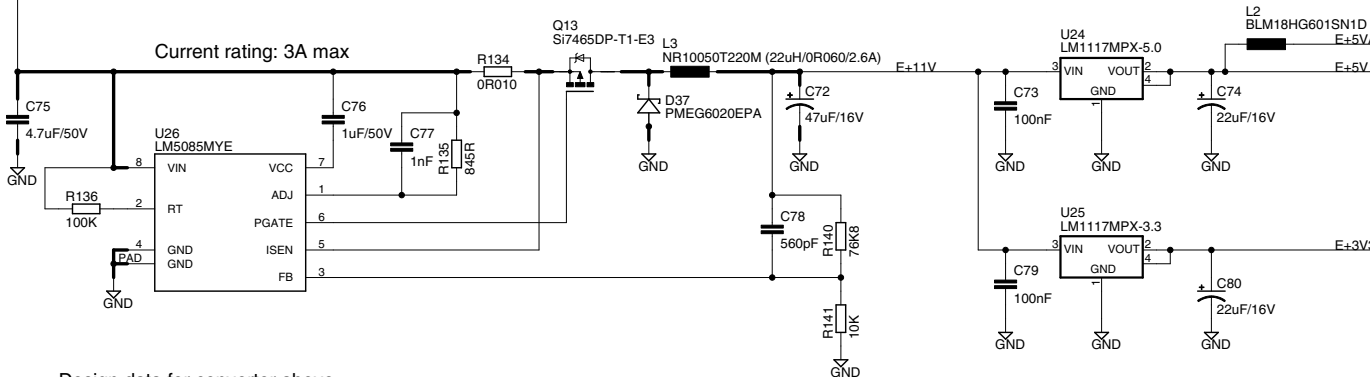 Current rating: 3A max
C75
4.7uF/50V
GND
R136
100K
U26
LM5085MYE
8
VIN
2
RT
4
GND
PAD
GND
GND
VCC
7
ADJ
1
PGATE
6
ISEN
5
FB
3
C76
1uF/50V
C77
1nF
R135
845R
R134
0R010
Q13
Si7465DP-T1-E3
L3
NR10050T220M (22uH/0R060/2.6A)
D37
PMEG6020EPA
GND
C72
47uF/16V
GND
C78
560pF
R140
76K8
R141
10K
GND
E+11V
C73
100nF
GND
U24
LM1117MPX-5.0
3
VIN
VOUT
2
4
GND
1
GND
L2
BLM18HG601SN1D
E+5V
C74
22uF/16V
GND
C79
100nF
GND
U25
LM1117MPX-3.3
3
VIN
VOUT
2
4
GND
1
GND
C80
22uF/16V
GND